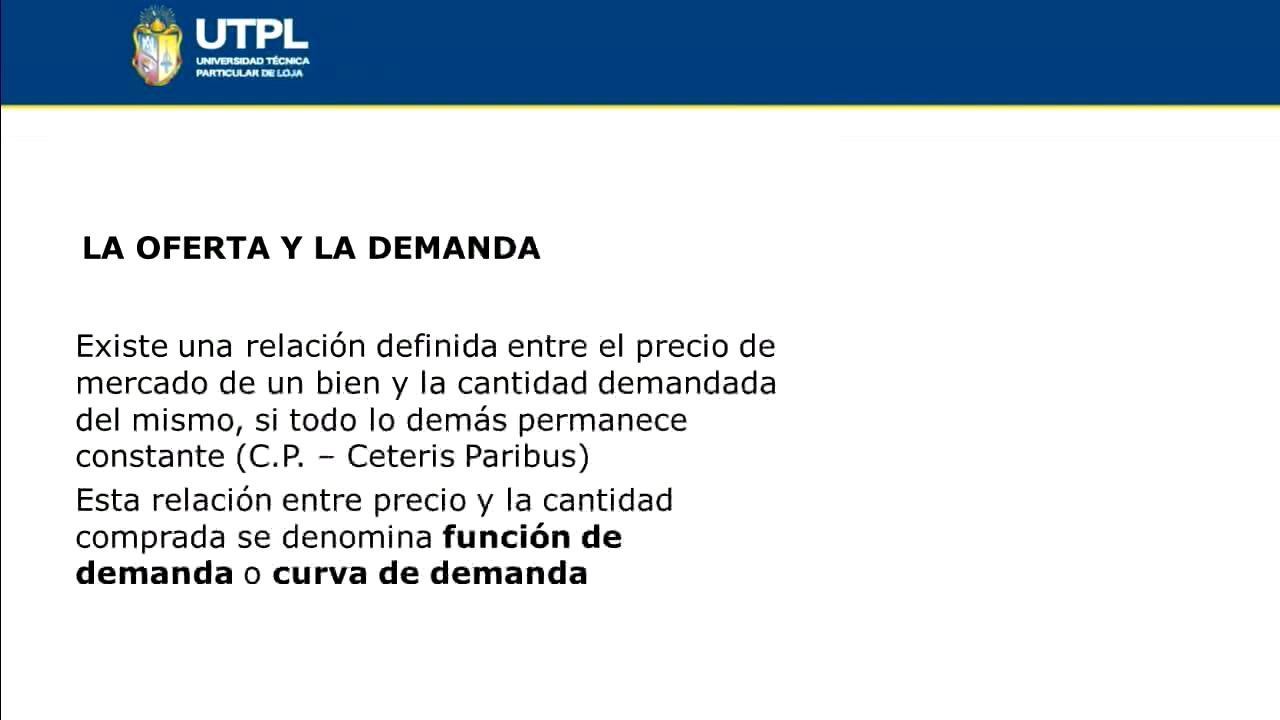 UTPL
UNIVERSIDAD TÉCNICA
PARTICULAR DE LOJA
LA OFERTA Y LA DEMANDA
Existe una relación definida entre el precio de
mercado de un bien y la cantidad demandada
del mismo, si todo lo demás permanece
constante (C.P. – Ceteris Paribus)
Esta relación entre precio y la cantidad
comprada se denomina función de
demanda o curva de demanda